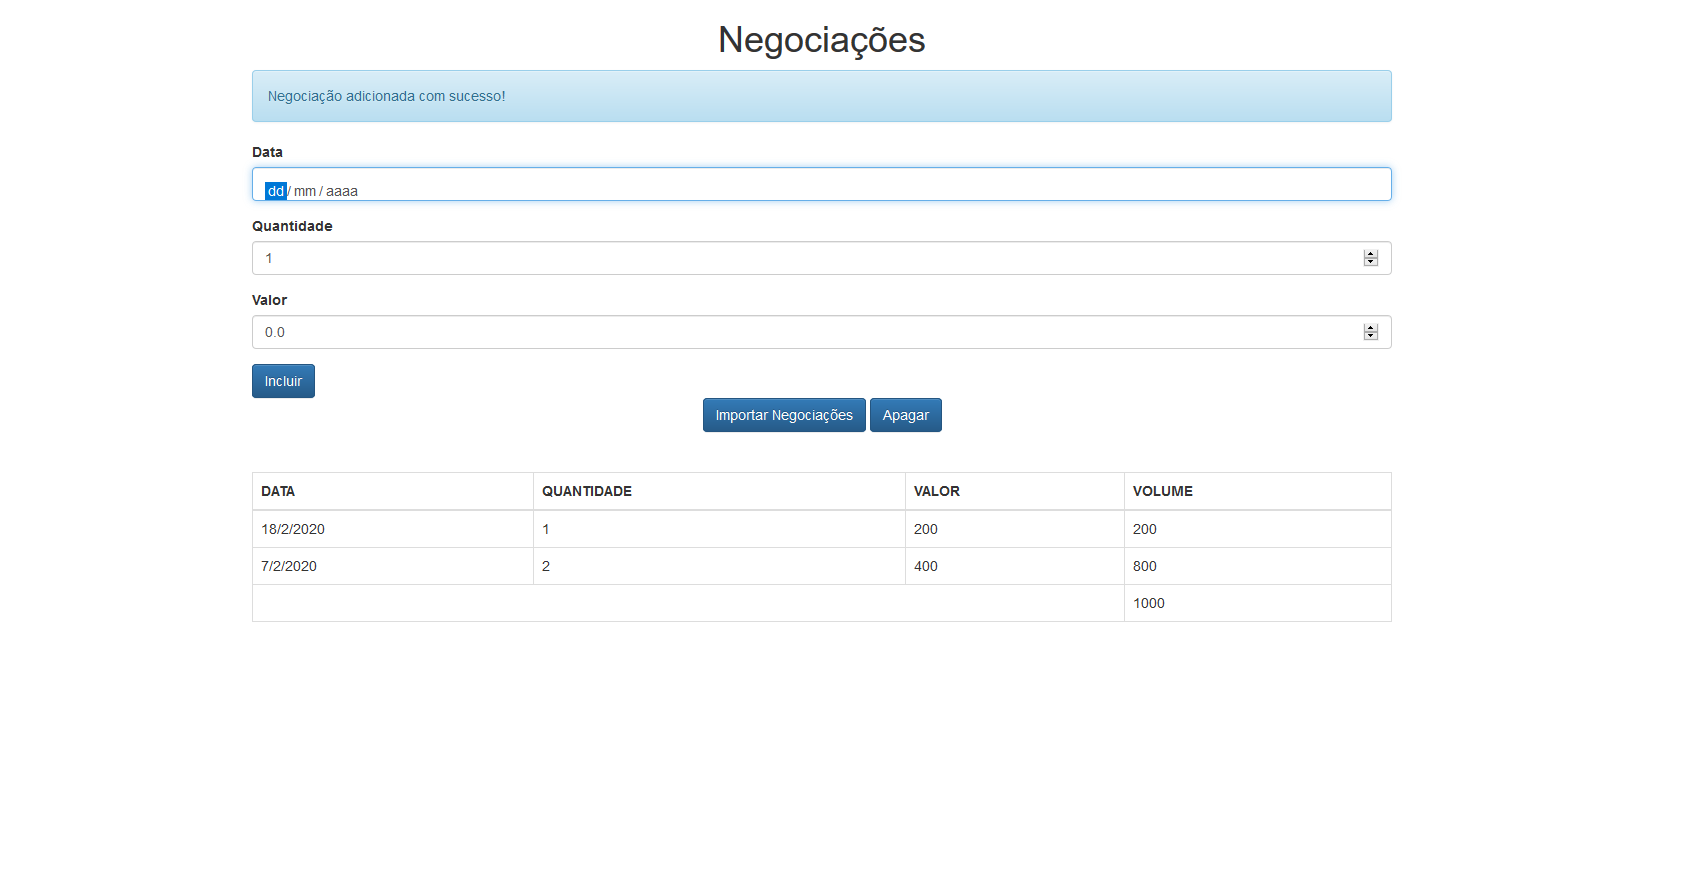 Negociações
Negociação adicionada com sucesso!
Data
dd / mm / aaaa
Quantidade
1
Valor
0.0
Incluir
Importar Negociações Apagar
DATA QUANTIDADE VALOR VOLUME
18/2/2020 1 200 200
7/2/2020 2 400 800
1000